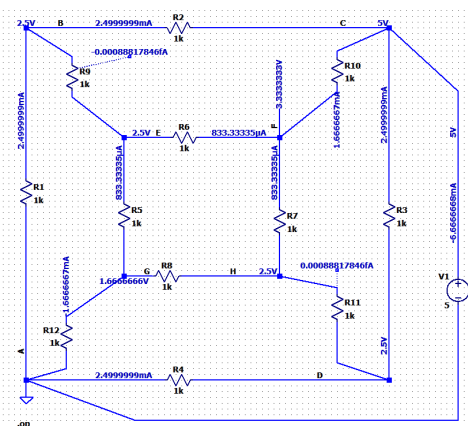 2.5V B 2.4999999mA R2 1k C 5V
-0.00088817846fA
R9 1k
R10 1k
3.3333333V
1.6666667mA
2.4999999mA
2.4999999mA
5V
2.5V E R6 1k 833.33335µA F
833.33335µA
833.33335µA
R1 1k
R5 1k
R7 1k
R3 1k
-6.6666668mA
G R8 1k H 2.5V
0.00088817846fA
1.6666666V
V1 5
1.6666667mA
R12 1k
R11 1k
2.5V
A
2.4999999mA R4 1k D
.op